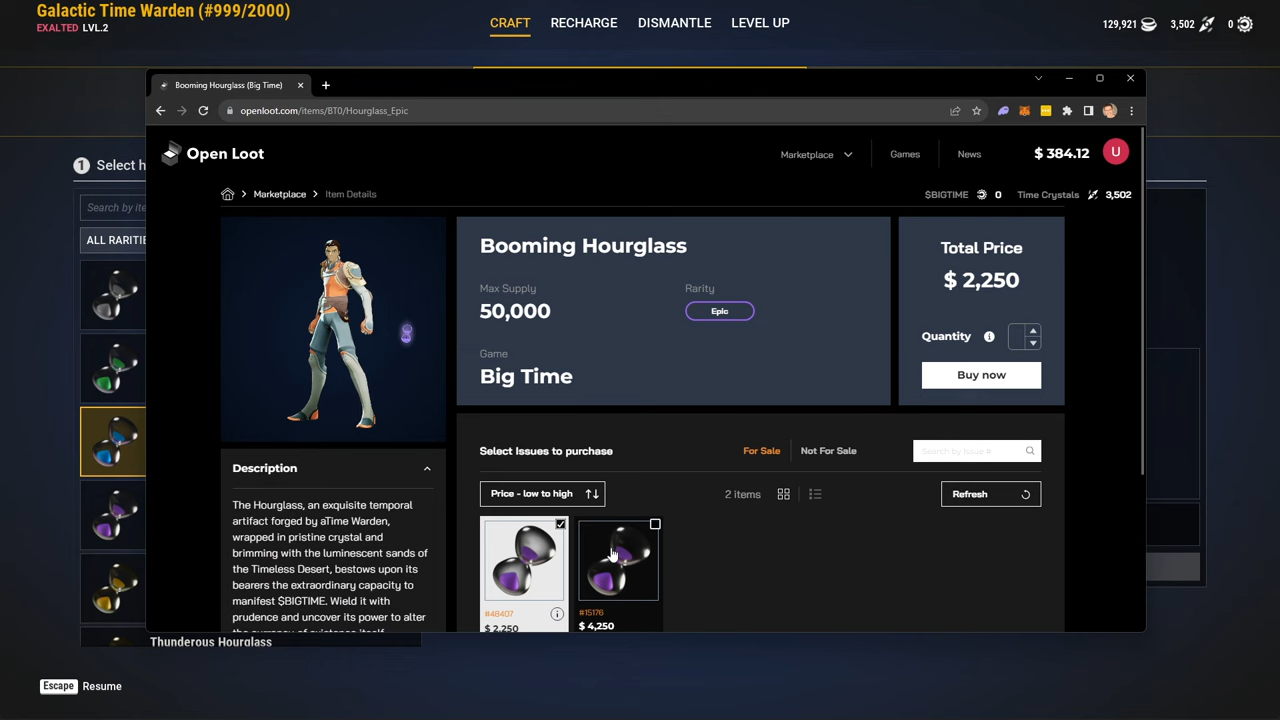 Galactic Time Warden (#999/2000)
EXALTED LVL.2
CRAFT
RECHARGE
DISMANTLE
LEVEL UP
129,921
3,502
0
Booming Hourglass (Big Time)
openloot.com/items/BT0/Hourglass_Epic
Open Loot
Marketplace
Games
News
$ 384.12
U
1 Select h
Marketplace
Item Details
$BIGTIME
0
Time Crystals
3,502
Search by ite
ALL RARITIE
Booming Hourglass
Max Supply
50,000
Rarity
Epic
Game
Big Time
Total Price
$ 2,250
Quantity
Buy now
Select Issues to purchase
For Sale
Not For Sale
Search by Issue #
Price - low to high
2 items
Refresh
#48407
$ 2,250
#15176
$ 4,250
Description
The Hourglass, an exquisite temporal
artifact forged by aTime Warden,
wrapped in pristine crystal and
brimming with the luminescent sands of
the Timeless Desert, bestows upon its
bearers the extraordinary capacity to
manifest $BIGTIME. Wield it with
prudence and uncover its power to alter
Thunderous Hourglass
Escape Resume